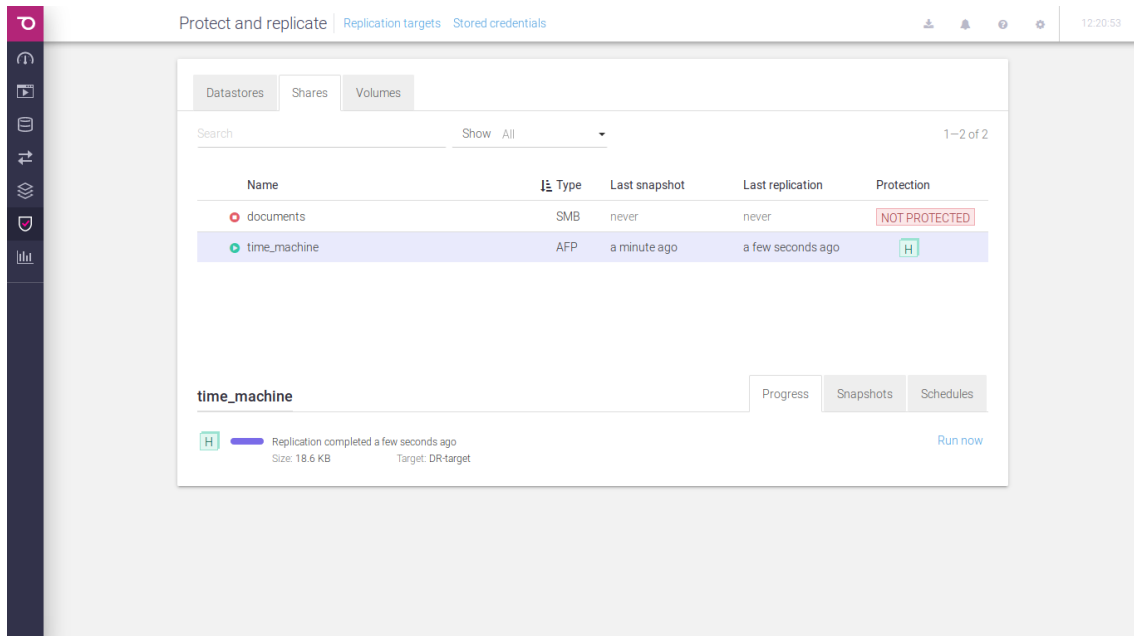 Protect and replicate Replication targets Stored credentials 12:20:53
Datastores Shares Volumes
Search Show All 1—2 of 2
Name Type Last snapshot Last replication Protection
documents SMB never never NOT PROTECTED
time_machine AFP a minute ago a few seconds ago H
time_machine Progress Snapshots Schedules
H Replication completed a few seconds ago Run now
Size: 18.6 KB Target: DR-target